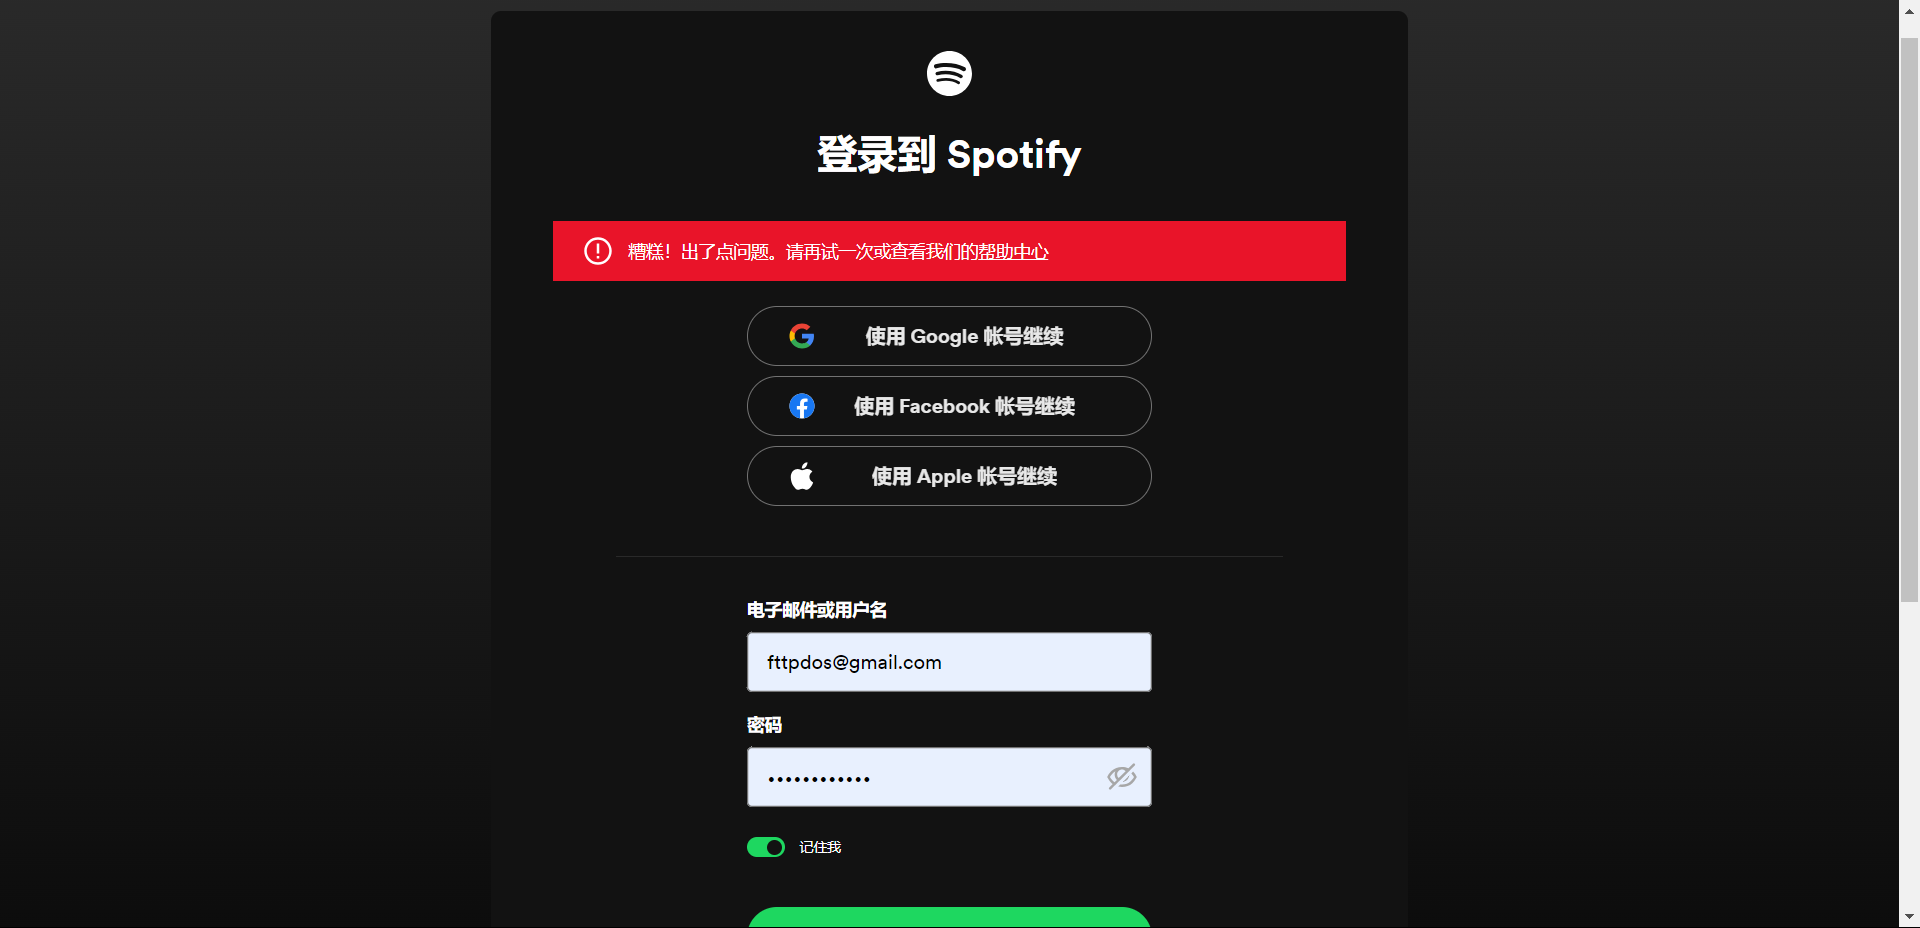 登录到 Spotify
糟糕！出了点问题。请再试一次或查看我们的帮助中心
使用 Google 帐号继续
使用 Facebook 帐号继续
使用 Apple 帐号继续
电子邮件或用户名
fttpdos@gmail.com
密码
••••••••••••
记住我